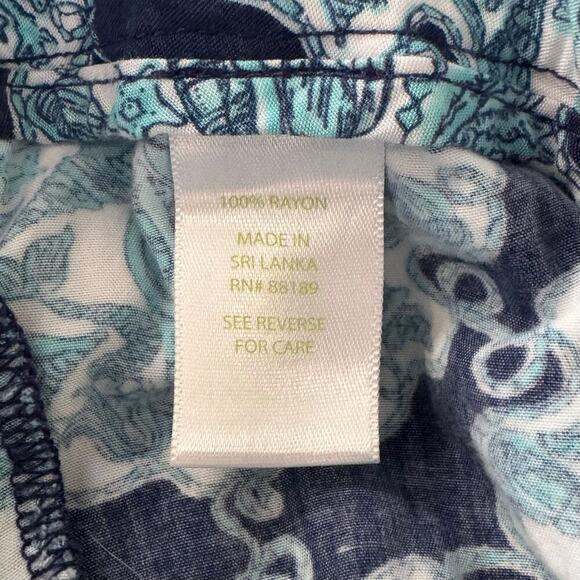 100% RAYON
MADE IN
SRI LANKA
RN# 88189
SEE REVERSE
FOR CARE